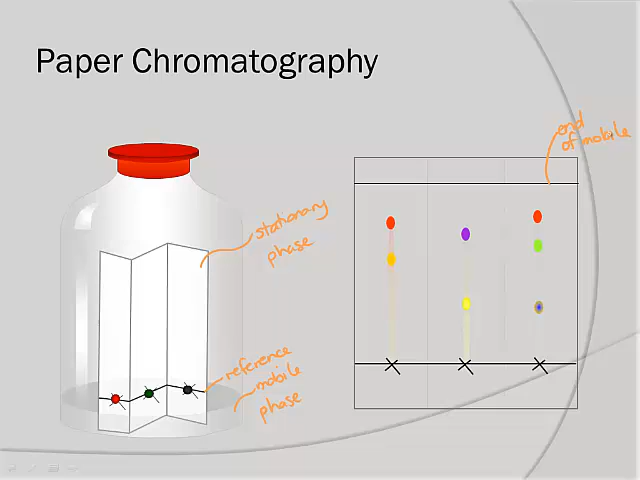 Paper Chromatography
end
of mobile
stationary
phase
reference
mobile
phase